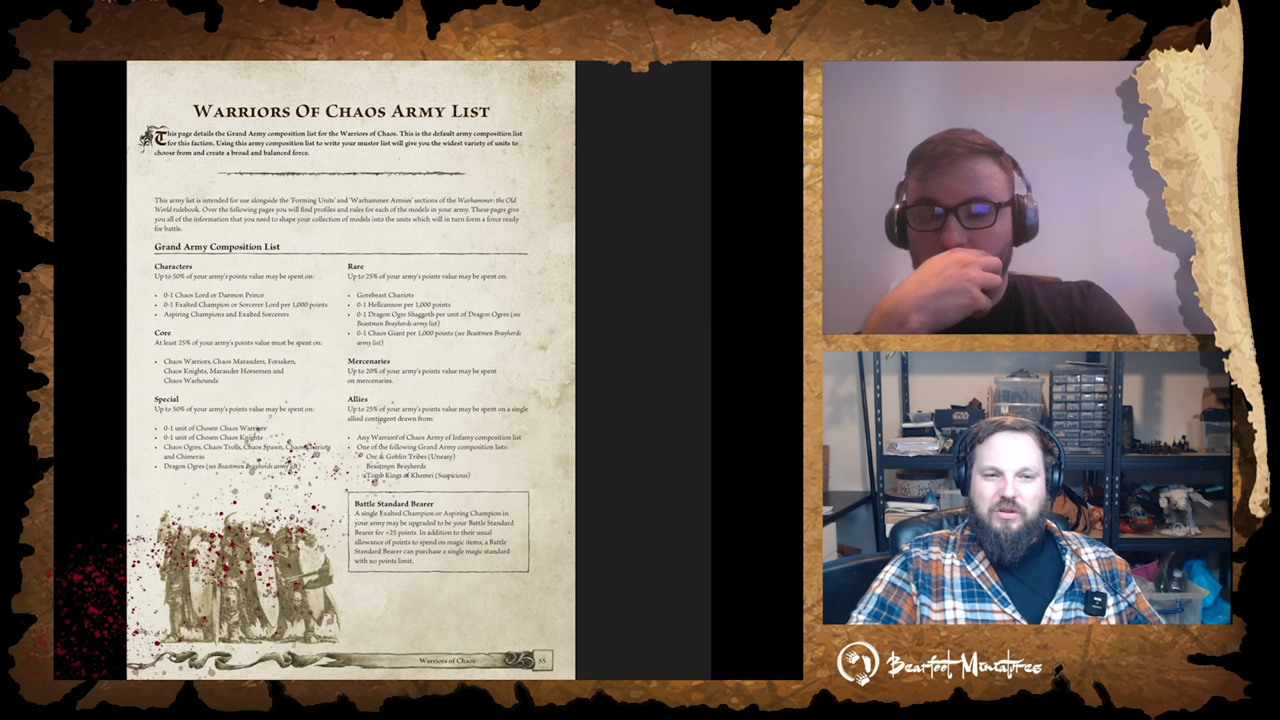 Warriors Of Chaos Army List
This page details the Grand Army composition list for the Warriors of Chaos. This is the default army composition list
for this faction. Using this army composition list to write your muster list will give you the widest variety of units to
choose from and create a broad and balanced force.
This army list is intended for use alongside the 'Forming Units' and 'Warhammer Armies' sections of the Warhammer: the Old
World rulebook. Over the following pages you will find profiles and rules for each of the models in your army. These pages give
you all of the information that you need to shape your collection of models into the units which will in turn form a force ready
for battle.
Grand Army Composition List
Characters
Up to 50% of your army's points value may be spent on:
• 0-1 Chaos Lord or Daemon Prince
• 0-1 Exalted Champion or Sorcerer Lord per 1,000 points
• Aspiring Champions and Exalted Sorcerers
Core
At least 25% of your army's points value must be spent on:
• Chaos Warriors, Chaos Marauders, Forsaken,
Chaos Knights, Marauder Horsemen and
Chaos Warhounds
Special
Up to 50% of your army's points value may be spent on:
• 0-1 unit of Chosen Chaos Warriors
• 0-1 unit of Chosen Chaos Knights
• Chaos Ogres, Chaos Trolls, Chaos Spawn, Chaos Chariots
and Chimeras
• Dragon Ogres (see Beastmen Brayherds army list)
Rare
Up to 25% of your army's points value may be spent on:
• Gorebeast Chariots
• 0-1 Hellcannon per 1,000 points
• 0-1 Dragon Ogre Shaggoth per unit of Dragon Ogres (see
Beastmen Brayherds army list)
• 0-1 Chaos Giant per 1,000 points (see Beastmen Brayherds
army list)
Mercenaries
Up to 20% of your army's points value may be spent
on mercenaries.
Allies
Up to 25% of your army's points value may be spent on a single
allied contingent drawn from:
• Any Warriors of Chaos Army of Infamy composition list
• One of the following Grand Army composition lists:
Orc & Goblin Tribes (Uneasy)
Beastmen Brayherds
Tomb Kings of Khemri (Suspicious)
Battle Standard Bearer
A single Exalted Champion or Aspiring Champion in
your army may be upgraded to be your Battle Standard
Bearer for +25 points. In addition to their usual
allowance of points to spend on magic items, a Battle
Standard Bearer can purchase a single magic standard
with no points limit.
Warriors of Chaos
55
STAR WARS
Bearfoot Miniatures